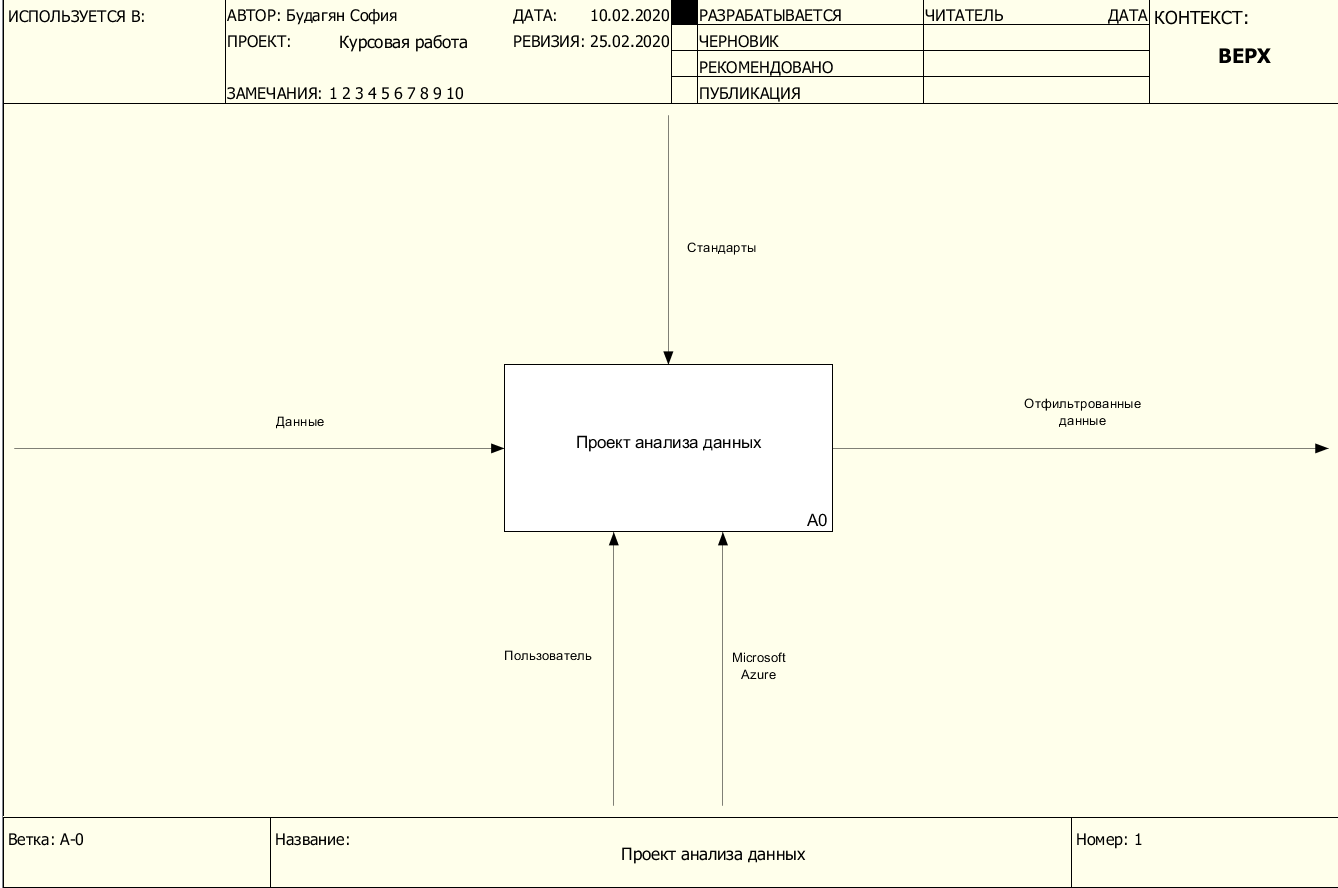 ИСПОЛЬЗУЕТСЯ В:
АВТОР: Будагян София
ДАТА: 10.02.2020
ПРОЕКТ: Курсовая работа
РЕВИЗИЯ: 25.02.2020
ЗАМЕЧАНИЯ: 1 2 3 4 5 6 7 8 9 10
РАЗРАБАТЫВАЕТСЯ
ЧЕРНОВИК
РЕКОМЕНДОВАНО
ПУБЛИКАЦИЯ
ЧИТАТЕЛЬ ДАТА
КОНТЕКСТ:
ВЕРХ
Стандарты
Данные
Проект анализа данных
A0
Отфильтрованные
данные
Пользователь
Microsoft
Azure
Ветка: A-0
Название:
Проект анализа данных
Номер: 1